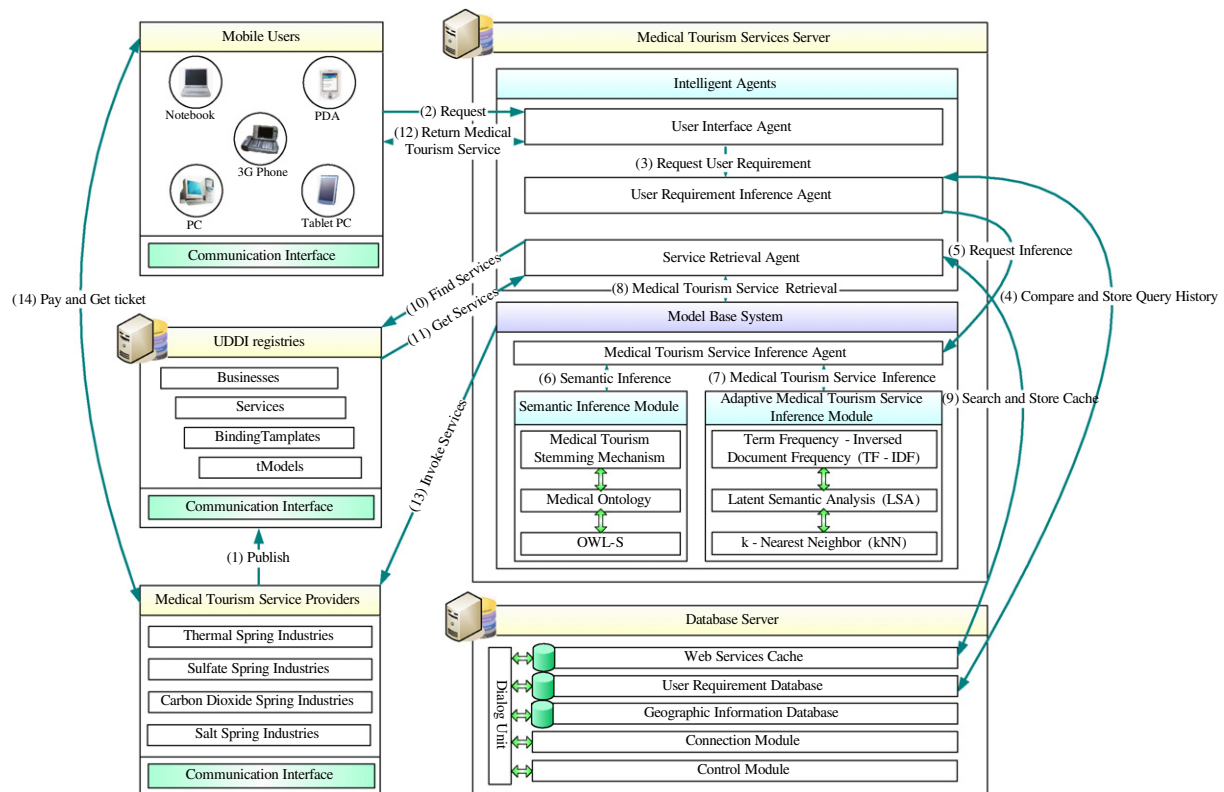 Mobile Users
Notebook
PDA
3G Phone
PC
Tablet PC
Communication Interface
(2) Request
(12) Return Medical
Tourism Service
Medical Tourism Services Server
Intelligent Agents
User Interface Agent
(3) Request User Requirement
User Requirement Inference Agent
(5) Request Inference
Service Retrieval Agent
(8) Medical Tourism Service Retrieval
(4) Compare and Store Query History
(14) Pay and Get ticket
(10) Find Services
(11) Get Services
Model Base System
Medical Tourism Service Inference Agent
(6) Semantic Inference
(7) Medical Tourism Service Inference
(9) Search and Store Cache
Semantic Inference Module
Medical Tourism
Stemming Mechanism
Medical Ontology
OWL-S
Adaptive Medical Tourism Service
Inference Module
Term Frequency - Inversed
Document Frequency (TF - IDF)
Latent Semantic Analysis (LSA)
k - Nearest Neighbor (kNN)
UDDI registries
Businesses
Services
BindingTamplates
tModels
Communication Interface
(13) Invoke Services
(1) Publish
Medical Tourism Service Providers
Thermal Spring Industries
Sulfate Spring Industries
Carbon Dioxide Spring Industries
Salt Spring Industries
Communication Interface
Database Server
Dialog Unit
Web Services Cache
User Requirement Database
Geographic Information Database
Connection Module
Control Module